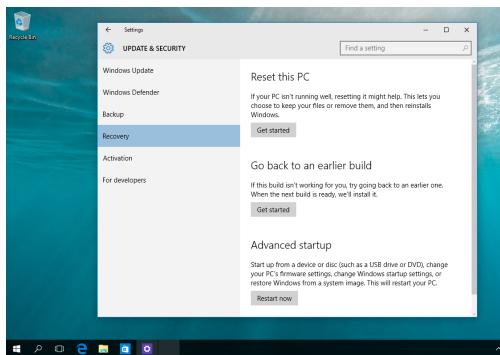 Recycle Bin
Settings
UPDATE & SECURITY
Find a setting
Windows Update
Windows Defender
Backup
Recovery
Activation
For developers
Reset this PC
If your PC isn't running well, resetting it might help. This lets you
choose to keep your files or remove them, and then reinstalls
Windows.
Get started
Go back to an earlier build
If this build isn't working for you, try going back to an earlier one.
When the next build is ready, we'll install it.
Get started
Advanced startup
Start up from a device or disc (such as a USB drive or DVD), change
your PC's firmware settings, change Windows startup settings, or
restore Windows from a system image. This will restart your PC.
Restart now